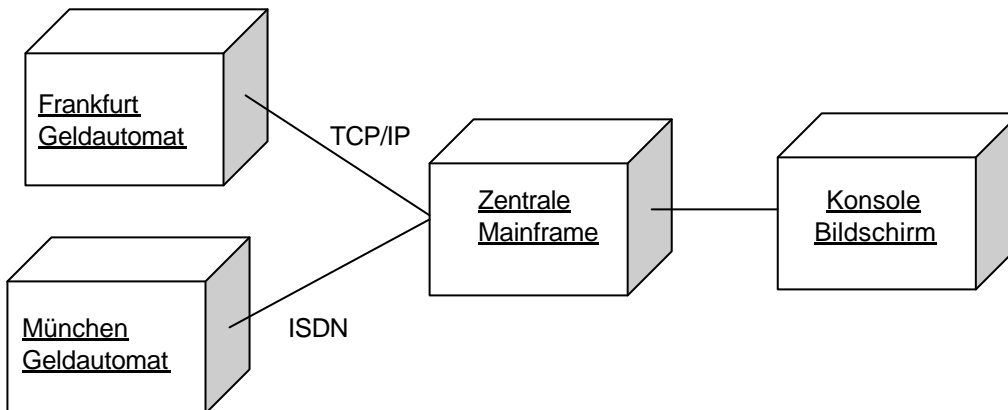 Frankfurt
Geldautomat
TCP/IP
Zentrale
Mainframe
Konsole
Bildschirm
München
Geldautomat
ISDN